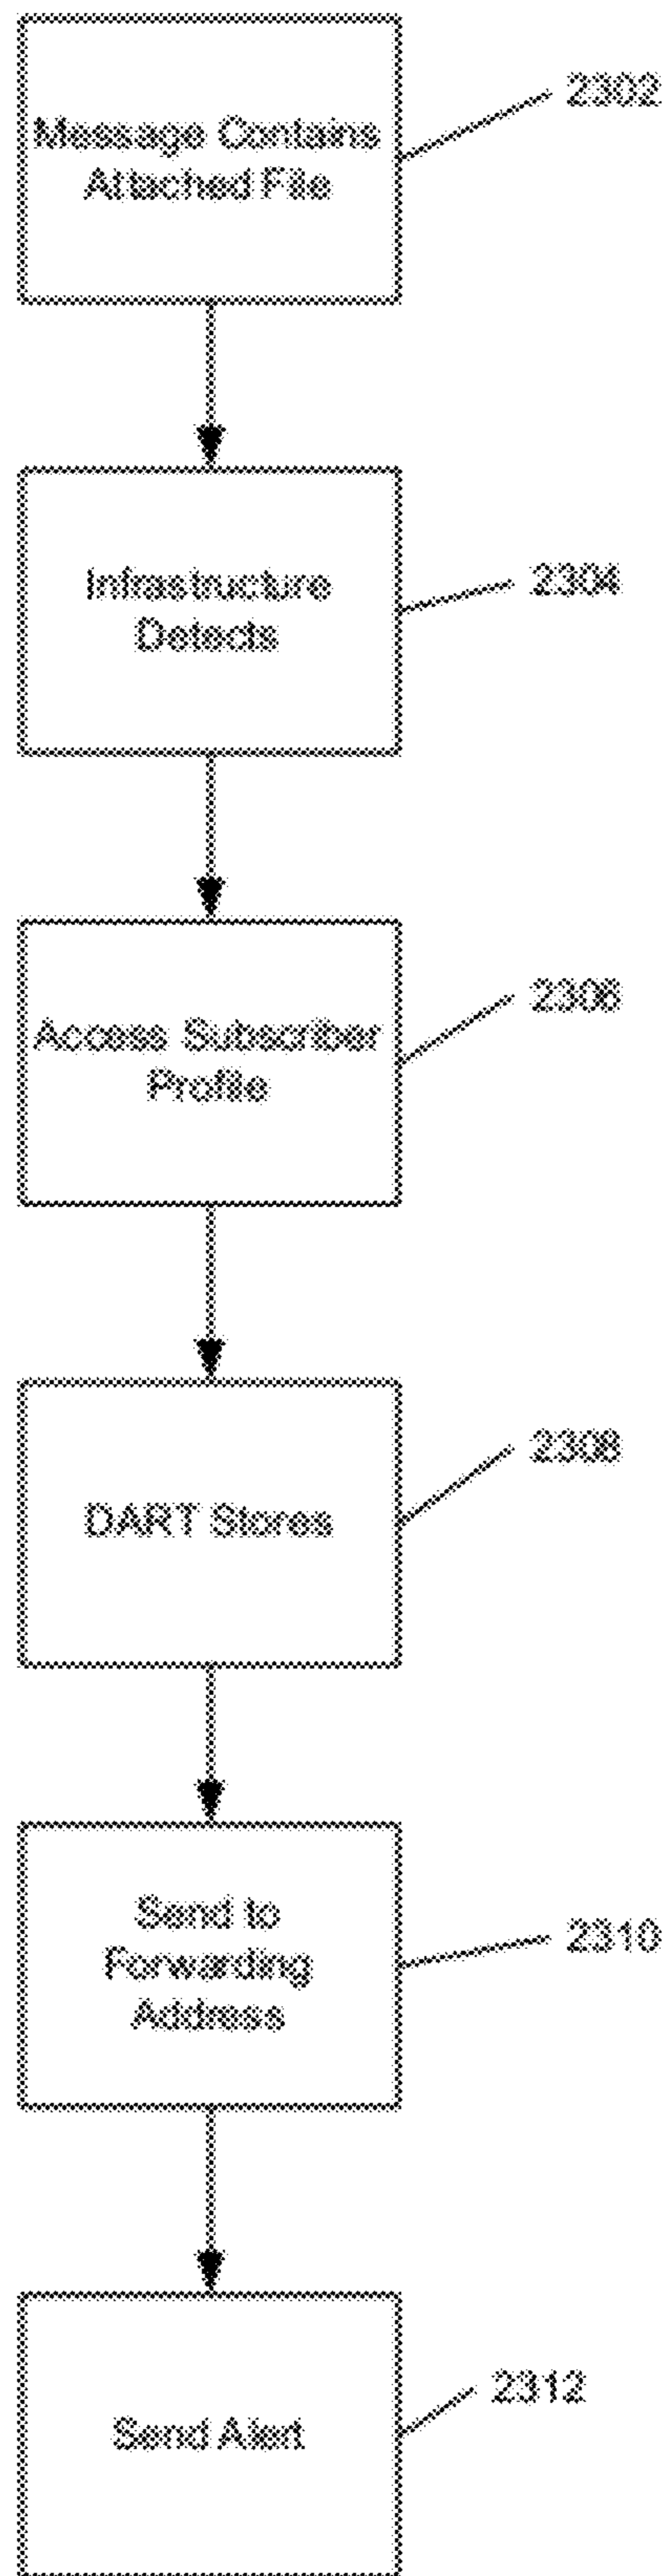 Message Contains
Attached File
2302
Infrastructure
Detects
2304
Access Subscriber
Profile
2306
DART Stores
2308
Send to
Forwarding
Address
2310
Send Alert
2312